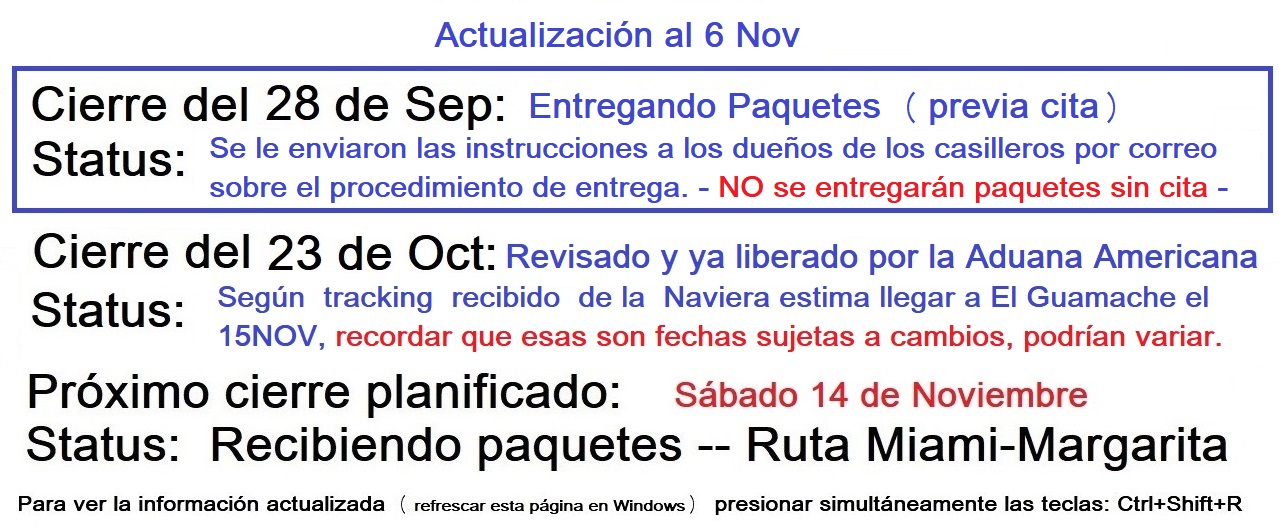 Actualización al 6 Nov
Cierre del 28 de Sep: Entregando Paquetes ( previa cita )
Status: Se le enviaron las instrucciones a los dueños de los casilleros por correo
sobre el procedimiento de entrega. - NO se entregarán paquetes sin cita -
Cierre del 23 de Oct: Revisado y ya liberado por la Aduana Americana
Status: Según tracking recibido de la Naviera estima llegar a El Guamache el
15NOV, recordar que esas son fechas sujetas a cambios, podrían variar.
Próximo cierre planificado: Sábado 14 de Noviembre
Status: Recibiendo paquetes -- Ruta Miami-Margarita
Para ver la información actualizada ( refrescar esta página en Windows ) presionar simultáneamente las teclas: Ctrl+Shift+R